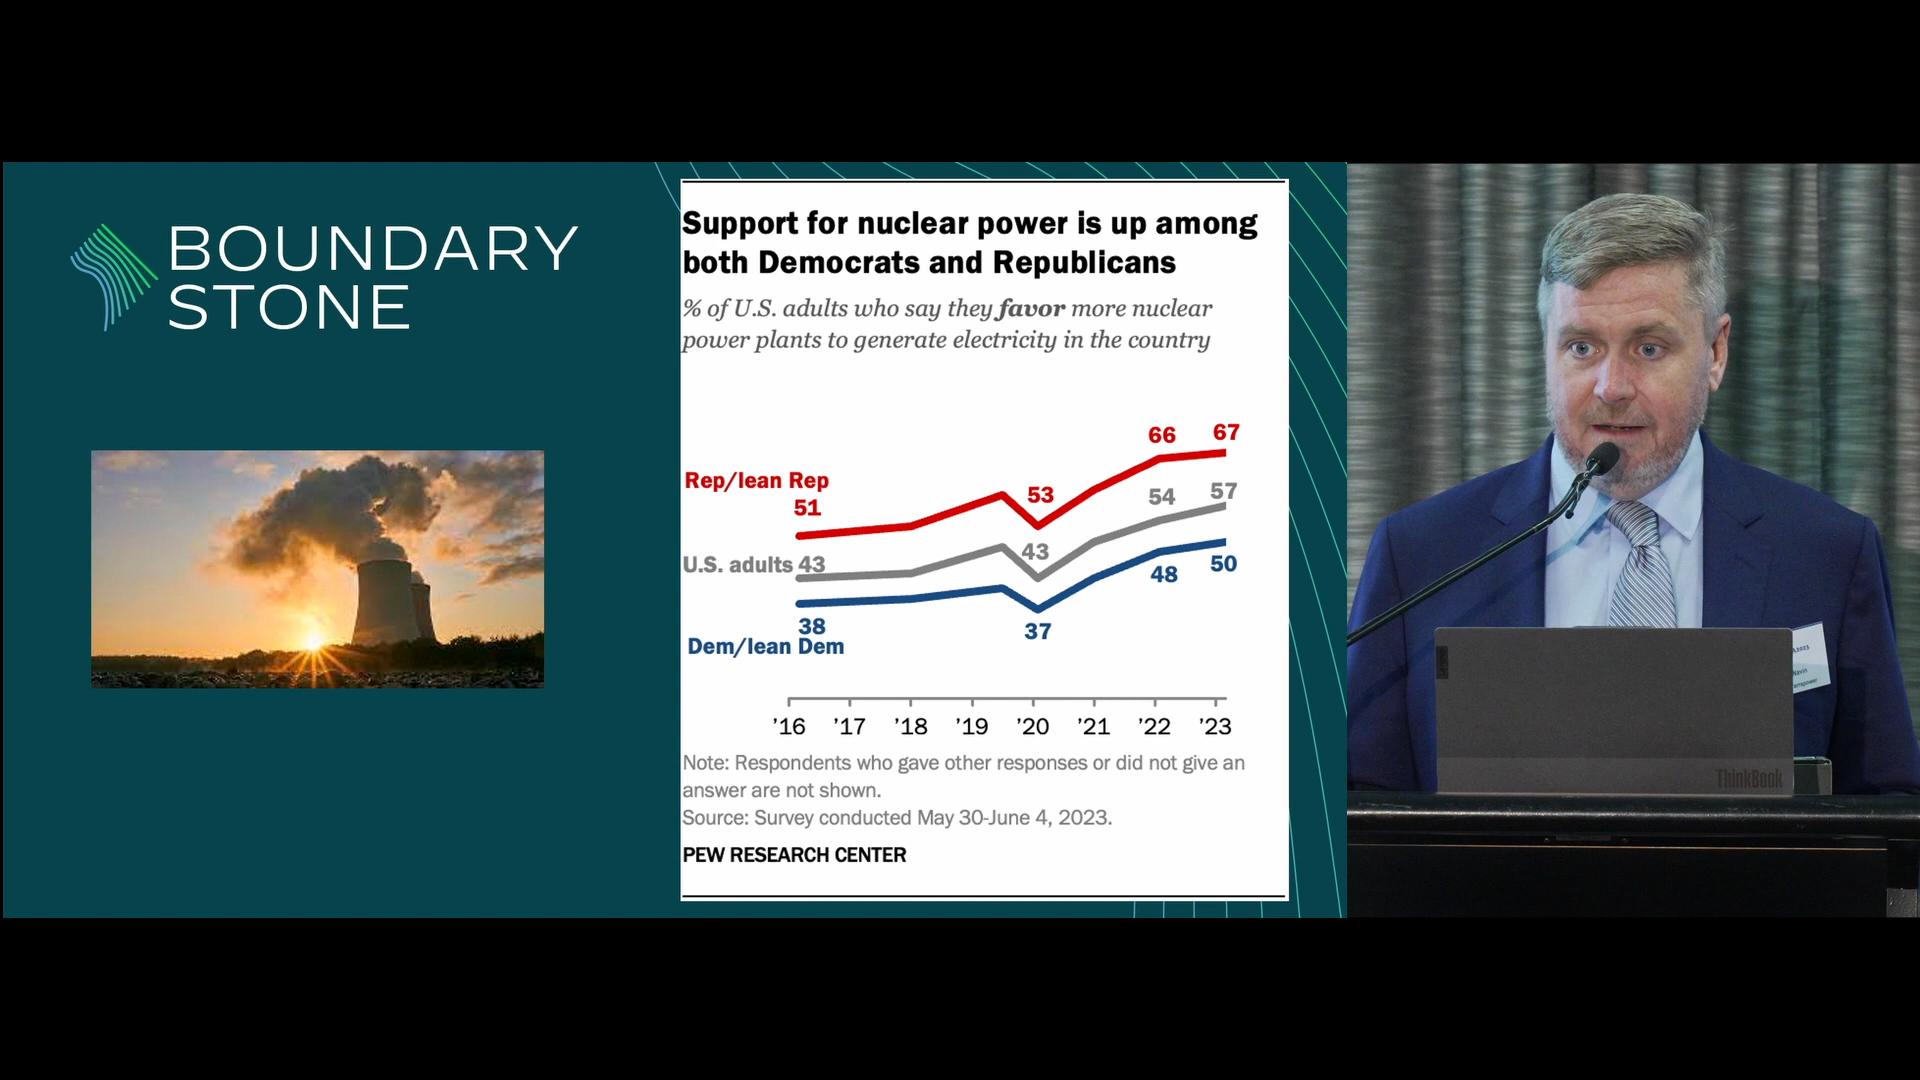 BOUNDARY
STONE
Support for nuclear power is up among
both Democrats and Republicans
% of U.S. adults who say they favor more nuclear
power plants to generate electricity in the country
66
67
Rep/lean Rep
51
53
54
57
U.S. adults 43
43
48
50
38
37
Dem/lean Dem
'16 '17 '18 '19 '20 '21 '22 '23
Note: Respondents who gave other responses or did not give an
answer are not shown.
Source: Survey conducted May 30-June 4, 2023.
PEW RESEARCH CENTER
Navin
ThinkBook